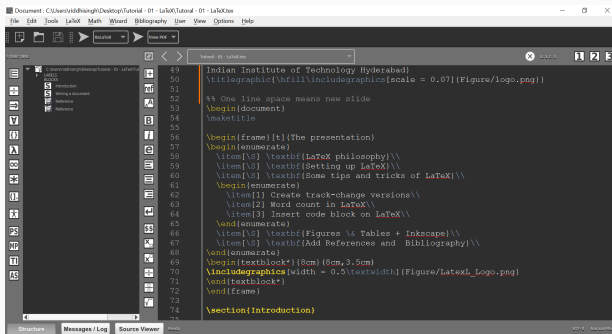 Document : C:\Users\riddhisingh\Desktop\Tutorial - 01 - LaTeX\Tutorial - 01 - LaTeX.tex
File Edit Tools LaTeX Math Wizard Bibliography User View Options Help
View PDF
Tutorial - 01 - LaTeX.tex
LABELS
BLOCKS
Introduction
Writing a document
Reference
Reference
49 Indian Institute of Technology Hyderabad}
50 \titlegraphic{\hfill\includegraphics[scale = 0.07]{Figure/logo.png}}
51
52 %% One line space means new slide
53 \begin{document}
54 \maketitle
55
56 \begin{frame}[t]{The presentation}
57 \begin{enumerate}
58 \item[\S] \textbf{LaTeX philosophy}\\
59 \item[\S] \textbf{Setting up LaTeX}\\
60 \item[\S] \textbf{Some tips and tricks of LaTeX}\\
61 \begin{enumerate}
62 \item[1] Create track-change versions\\
63 \item[2] Word count in LaTeX\\
64 \item[3] Insert code block on LaTeX\\
65 \end{enumerate}
66 \item[\S] \textbf{Figures \& Tables + Inkscape}\\
67 \item[\S] \textbf{Add References and Bibliography}\\
68 \end{enumerate}
69 \begin{textblock*}{8cm}(8cm,3.5cm)
70 \includegraphics[width = 0.5\textwidth]{Figure/LatexL_Logo.png}
71 \end{textblock*}
72 \end{frame}
73
74 \section{Introduction}
75
Structure Messages / Log Source Viewer Ready